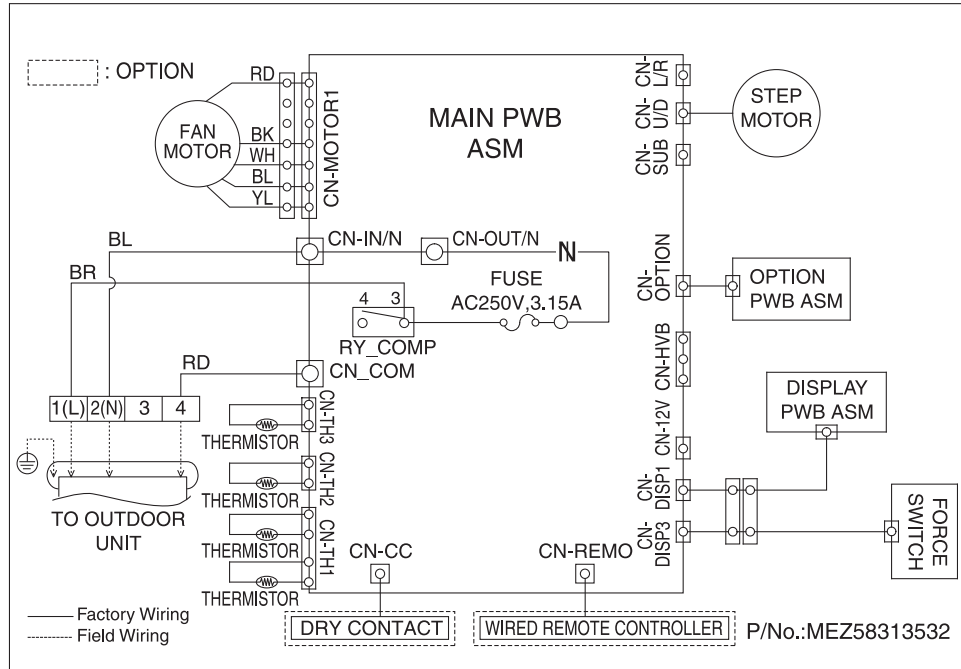 : OPTION
RD
FAN
MOTOR
BK
WH
BL
YL
CN-MOTOR1
MAIN PWB
ASM
CN-
L/R
CN-
U/D
CN-
SUB
STEP
MOTOR
BL
CN-IN/N
CN-OUT/N
N
BR
4 3
FUSE
AC250V,3.15A
RY_COMP
CN-
OPTION
OPTION
PWB ASM
RD
CN_COM
CN-HVB
1(L) 2(N) 3 4
CN-TH3
THERMISTOR
CN-TH2
THERMISTOR
CN-TH1
THERMISTOR
THERMISTOR
TO OUTDOOR
UNIT
CN-12V
DISPLAY
PWB ASM
CN-
DISP1
CN-
DISP3
FORCE
SWITCH
CN-CC
CN-REMO
DRY CONTACT
WIRED REMOTE CONTROLLER
Factory Wiring
Field Wiring
P/No.:MEZ58313532